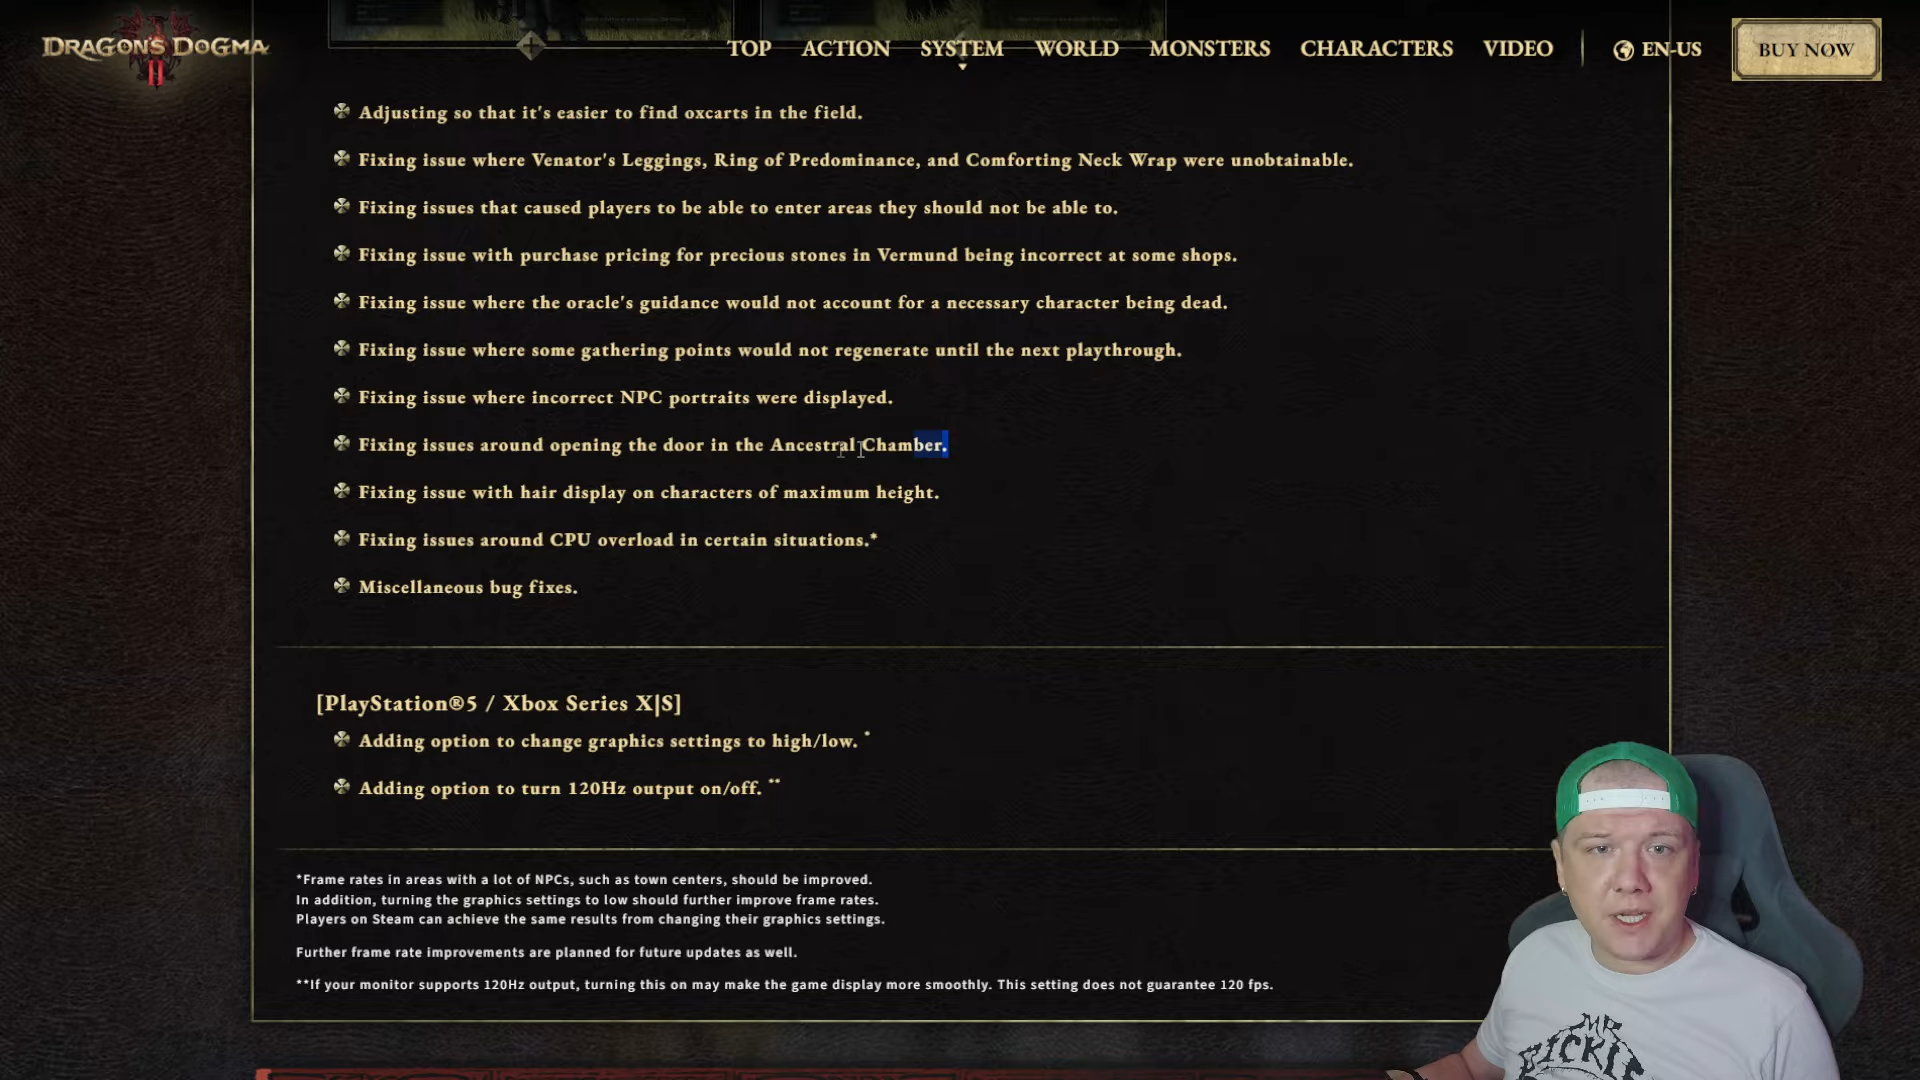 DRAGON'S DOGMA
II
TOP
ACTION
SYSTEM
WORLD
MONSTERS
CHARACTERS
VIDEO
EN-US
BUY NOW
Adjusting so that it's easier to find oxcarts in the field.
Fixing issue where Venator's Leggings, Ring of Predominance, and Comforting Neck Wrap were unobtainable.
Fixing issues that caused players to be able to enter areas they should not be able to.
Fixing issue with purchase pricing for precious stones in Vermund being incorrect at some shops.
Fixing issue where the oracle's guidance would not account for a necessary character being dead.
Fixing issue where some gathering points would not regenerate until the next playthrough.
Fixing issue where incorrect NPC portraits were displayed.
Fixing issues around opening the door in the Ancestral Chamber.
Fixing issue with hair display on characters of maximum height.
Fixing issues around CPU overload in certain situations.*
Miscellaneous bug fixes.
[PlayStation®5 / Xbox Series X|S]
Adding option to change graphics settings to high/low. *
Adding option to turn 120Hz output on/off. **
*Frame rates in areas with a lot of NPCs, such as town centers, should be improved.
In addition, turning the graphics settings to low should further improve frame rates.
Players on Steam can achieve the same results from changing their graphics settings.
Further frame rate improvements are planned for future updates as well.
**If your monitor supports 120Hz output, turning this on may make the game display more smoothly. This setting does not guarantee 120 fps.
MR